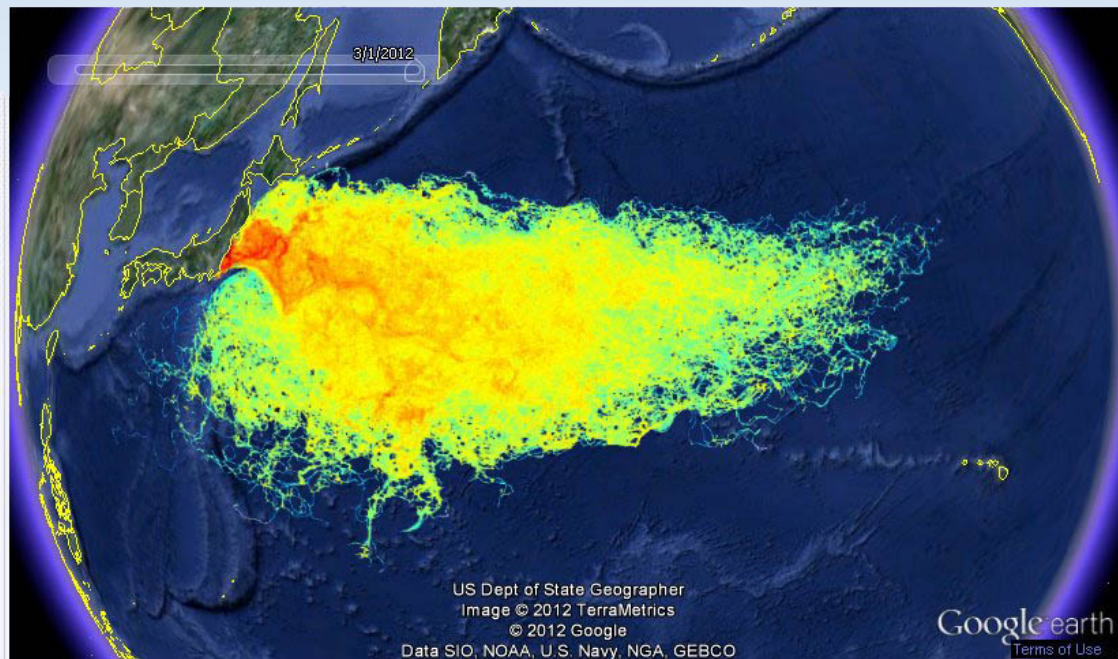 3/1/2012
US Dept of State Geographer
Image © 2012 TerraMetrics
© 2012 Google
Data SIO, NOAA, U.S. Navy, NGA, GEBCO
Google earth
Terms of Use